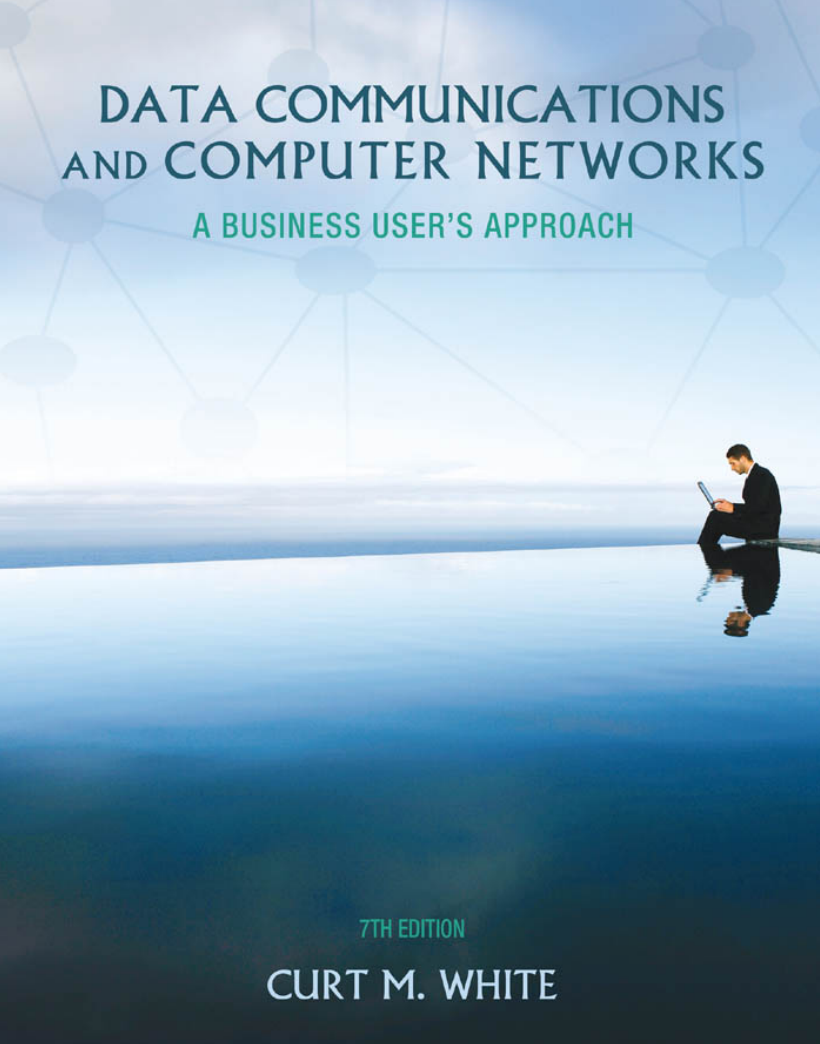 DATA COMMUNICATIONS
AND COMPUTER NETWORKS
A BUSINESS USER'S APPROACH
7TH EDITION
CURT M. WHITE